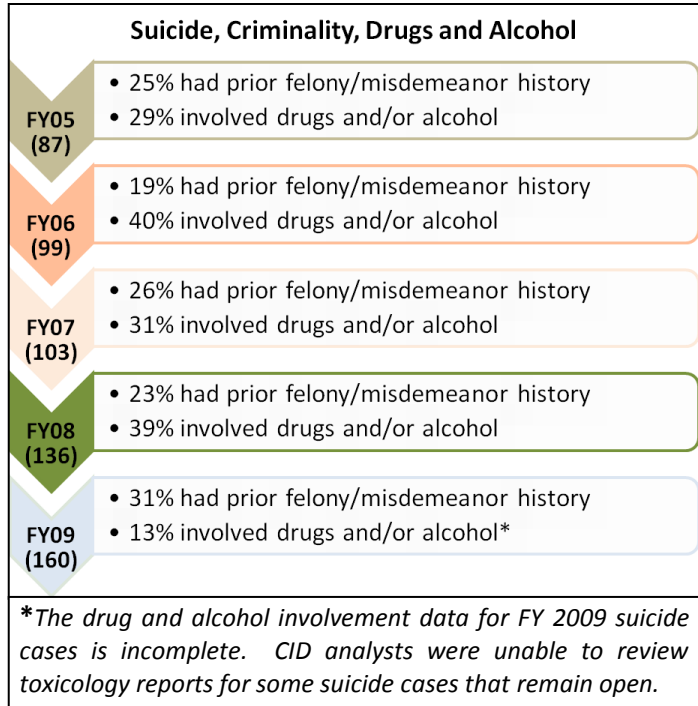 Suicide, Criminality, Drugs and Alcohol
FY05
(87)
• 25% had prior felony/misdemeanor history
• 29% involved drugs and/or alcohol
FY06
(99)
• 19% had prior felony/misdemeanor history
• 40% involved drugs and/or alcohol
FY07
(103)
• 26% had prior felony/misdemeanor history
• 31% involved drugs and/or alcohol
FY08
(136)
• 23% had prior felony/misdemeanor history
• 39% involved drugs and/or alcohol
FY09
(160)
• 31% had prior felony/misdemeanor history
• 13% involved drugs and/or alcohol*
*The drug and alcohol involvement data for FY 2009 suicide
cases is incomplete. CID analysts were unable to review
toxicology reports for some suicide cases that remain open.